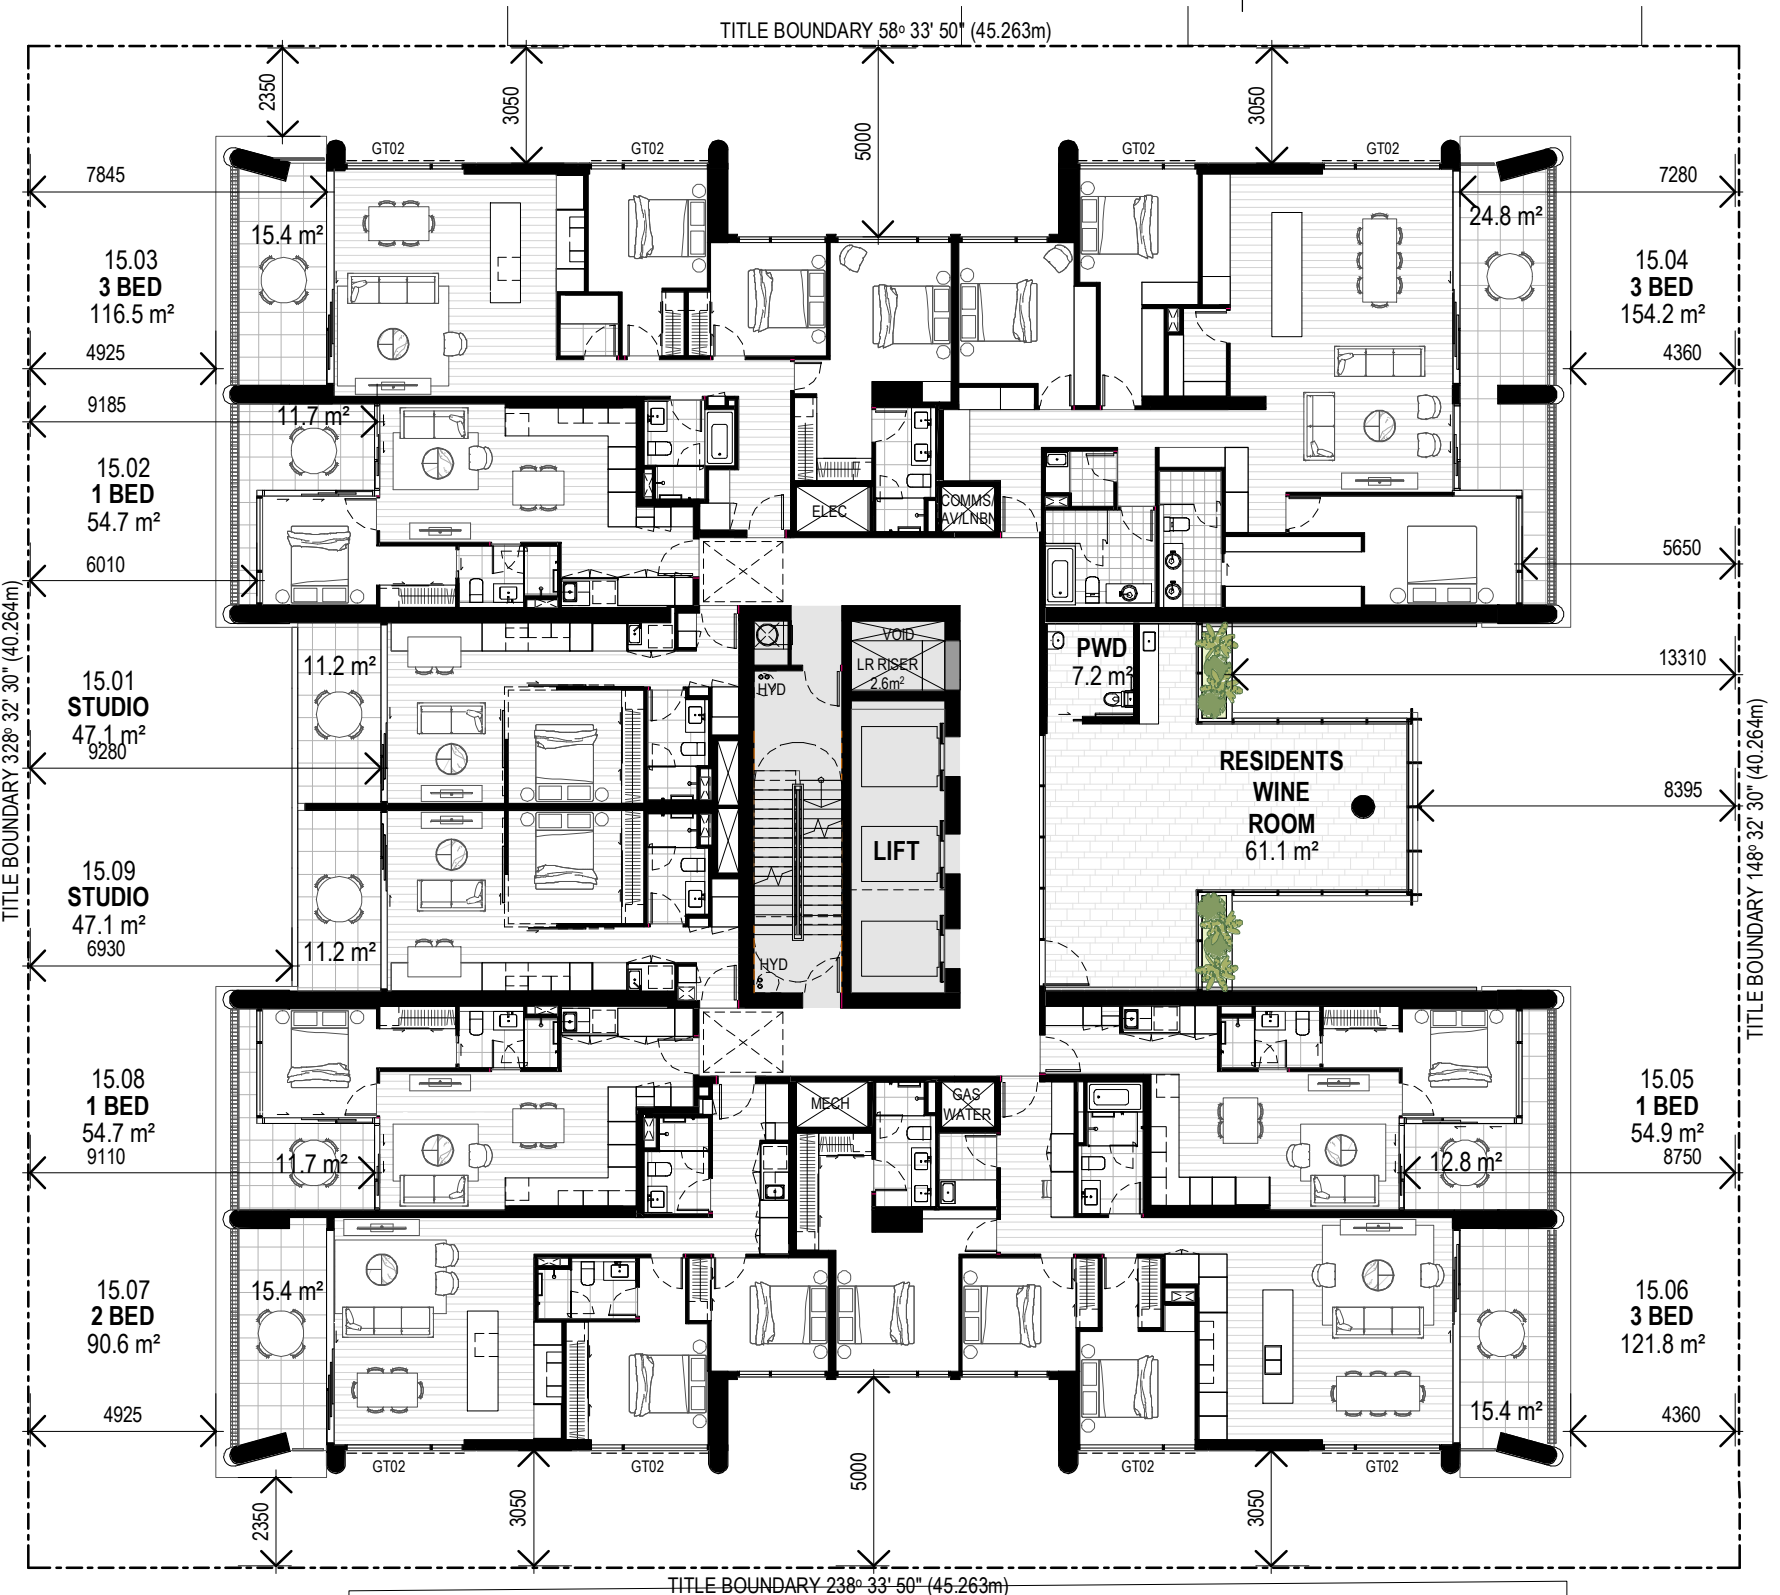 TITLE BOUNDARY 58º 33' 50" (45.263m)
2350
3050
5000
3050
GT02
GT02
GT02
GT02
7845
7280
15.4 m²
24.8 m²
15.03
3 BED
116.5 m²
15.04
3 BED
154.2 m²
4925
4360
9185
11.7 m²
15.02
1 BED
54.7 m²
ELEC
COMMS/
AV/LNBN
6010
5650
TITLE BOUNDARY 328º 32' 30" (40.264m)
VOID
LR RISER
2.6m²
HYD
PWD
7.2 m²
13310
11.2 m²
15.01
STUDIO
47.1 m²
9280
RESIDENTS
WINE
ROOM
61.1 m²
8395
TITLE BOUNDARY 148º 32' 30" (40.264m)
LIFT
15.09
STUDIO
47.1 m²
6930
11.2 m²
HYD
15.08
1 BED
54.7 m²
9110
11.7 m²
MECH
GAS
WATER
15.05
1 BED
54.9 m²
8750
12.8 m²
15.07
2 BED
90.6 m²
15.4 m²
15.06
3 BED
121.8 m²
15.4 m²
4925
4360
GT02
GT02
GT02
GT02
2350
3050
5000
3050
TITLE BOUNDARY 238º 33' 50" (45.263m)